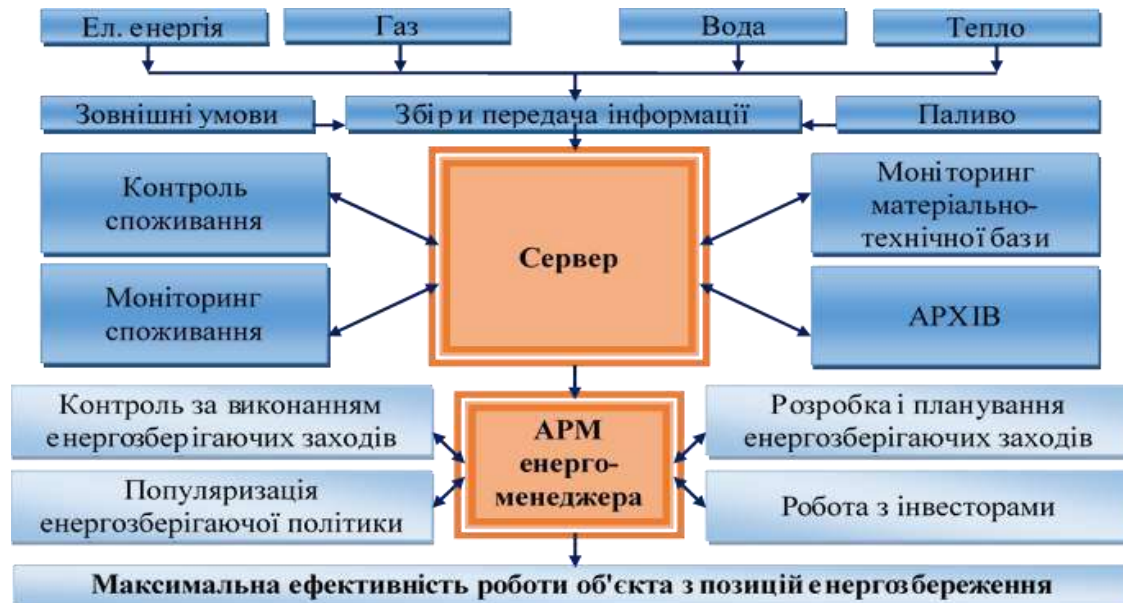 Ел. енергія
Газ
Вода
Тепло
Зовнішні умови
Збір и передача інформації
Паливо
Контроль
споживання
Моніторинг
матеріально-
технічної бази
Сервер
Моніторинг
споживання
АРХІВ
Контроль за виконанням
енергозберігаючих заходів
АРМ
енерго-
менеджера
Розробка і планування
енергозберігаючих заходів
Популяризація
енергозберігаючої політики
Робота з інвесторами
Максимальна ефективність роботи об'єкта з позицій енергозбереження